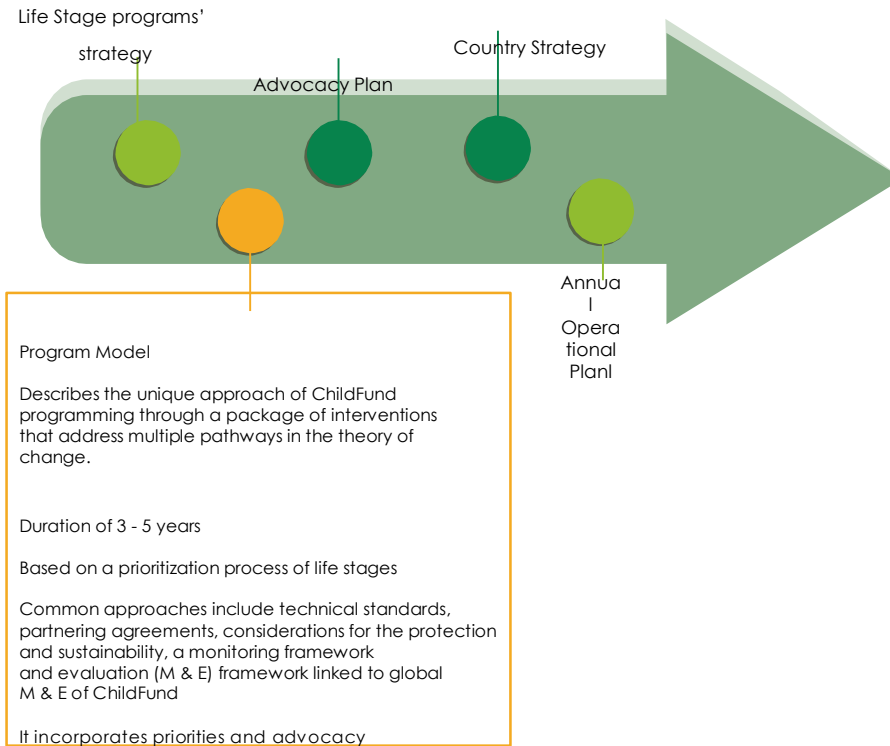 Life Stage programs’
strategy
Advocacy Plan
Country Strategy
Annua
l
Opera
tional
Planl
Program Model
Describes the unique approach of ChildFund
programming through a package of interventions
that address multiple pathways in the theory of
change.
Duration of 3 - 5 years
Based on a prioritization process of life stages
Common approaches include technical standards,
partnering agreements, considerations for the protection
and sustainability, a monitoring framework
and evaluation (M & E) framework linked to global
M & E of ChildFund
It incorporates priorities and advocacy